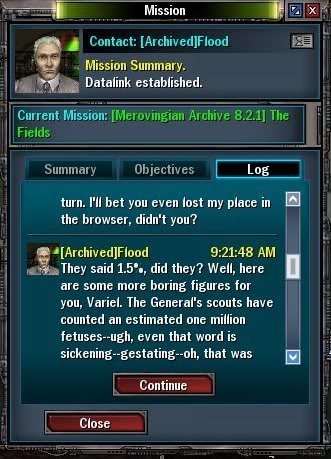 Mission
Contact: [Archived]Flood
Mission Summary.
Datalink established.
Current Mission: [Merovingian Archive 8.2.1] The
Fields
Summary
Objectives
Log
turn. I'll bet you even lost my place in
the browser, didn't you?
[Archived]Flood
9:21:48 AM
They said 1.5%, did they? Well, here
are some more boring figures for
you, Variel. The General's scouts have
counted an estimated one million
fetuses--ugh, even that word is
sickening--gestating--oh, that was
Continue
Close